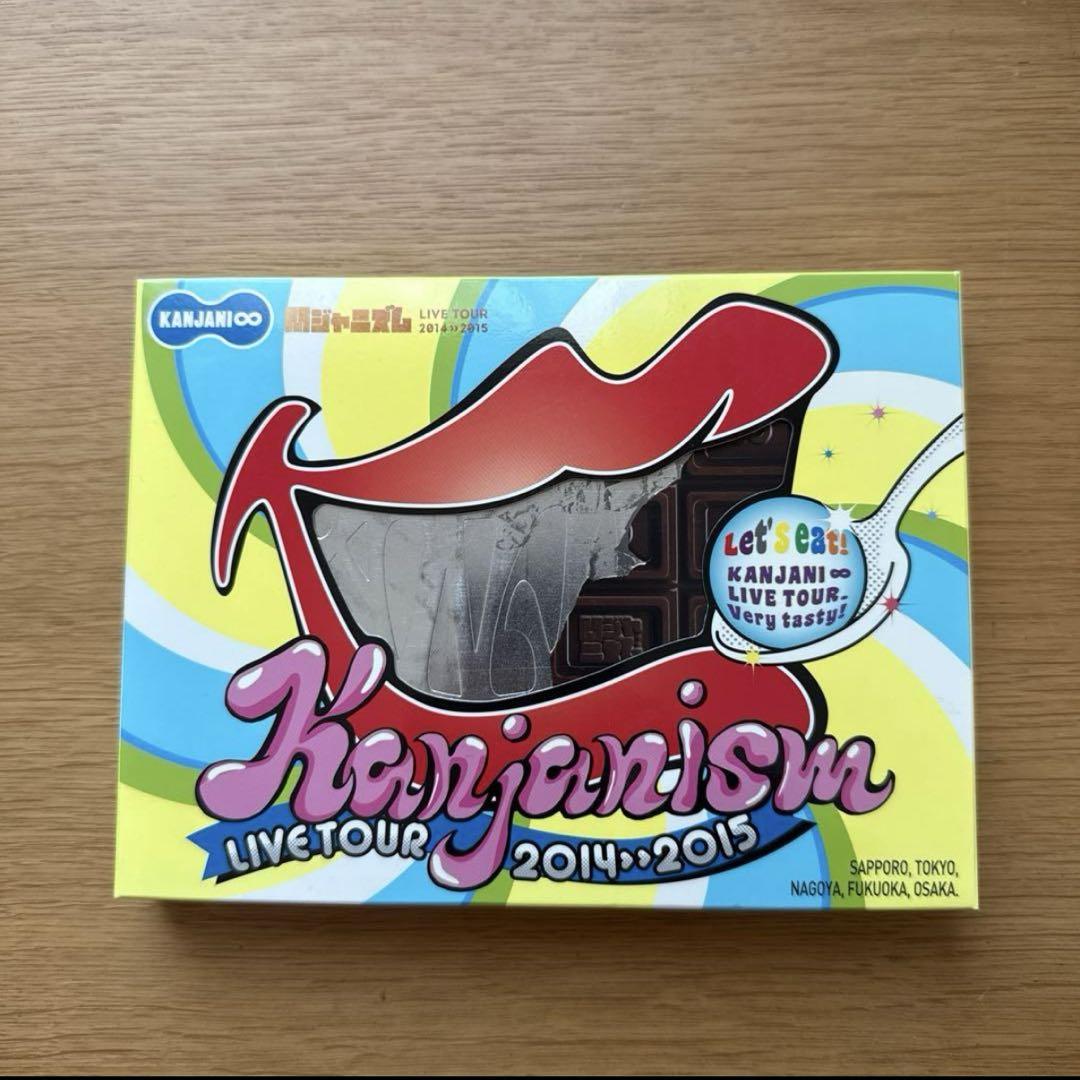 KANJANI∞
関ジャニズム
LIVE TOUR
2014>>2015
Let's eat!
KANJANI∞
LIVE TOUR.
Very tasty!
Kanjanism
LIVE TOUR
2014>>2015
SAPPORO, TOKYO,
NAGOYA, FUKUOKA, OSAKA.